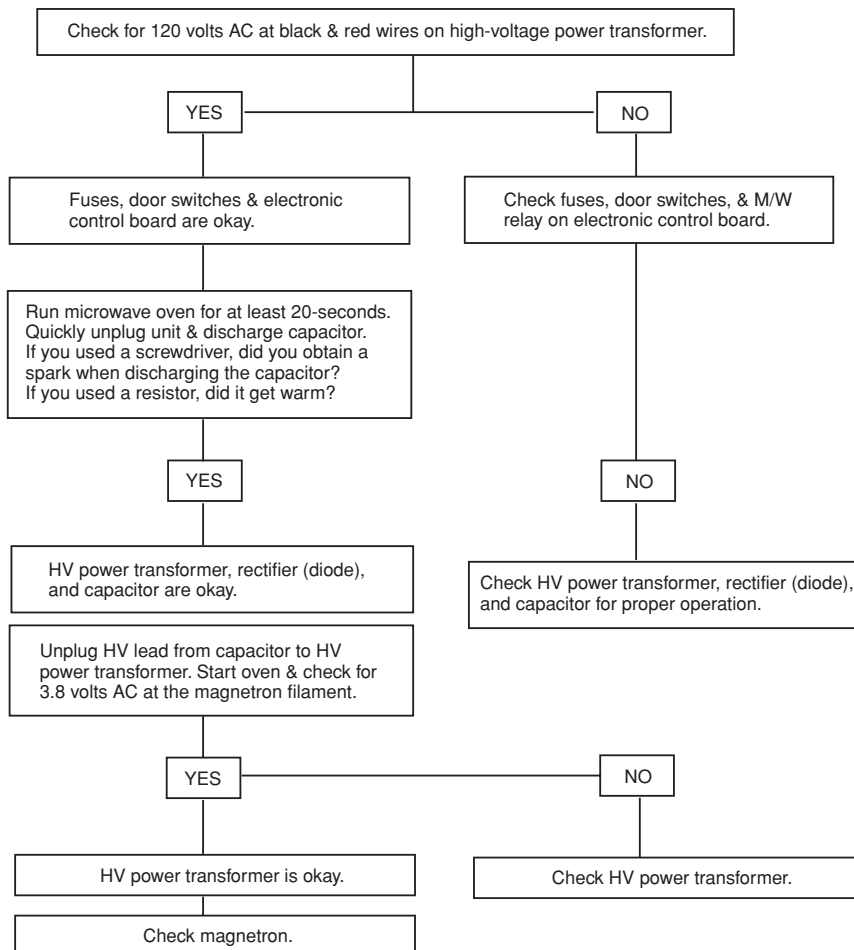 Check for 120 volts AC at black & red wires on high-voltage power transformer.
YES
NO
Fuses, door switches & electronic
control board are okay.
Check fuses, door switches, & M/W
relay on electronic control board.
Run microwave oven for at least 20-seconds.
Quickly unplug unit & discharge capacitor.
If you used a screwdriver, did you obtain a
spark when discharging the capacitor?
If you used a resistor, did it get warm?
YES
NO
HV power transformer, rectifier (diode),
and capacitor are okay.
Check HV power transformer, rectifier (diode),
and capacitor for proper operation.
Unplug HV lead from capacitor to HV
power transformer. Start oven & check for
3.8 volts AC at the magnetron filament.
YES
NO
HV power transformer is okay.
Check HV power transformer.
Check magnetron.